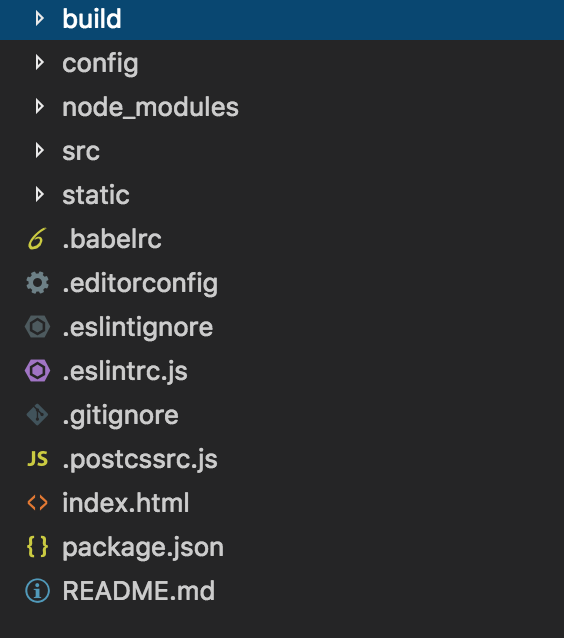 build
config
node_modules
src
static
.babelrc
.editorconfig
.eslintignore
.eslintrc.js
.gitignore
JS .postcssrc.js
index.html
package.json
README.md